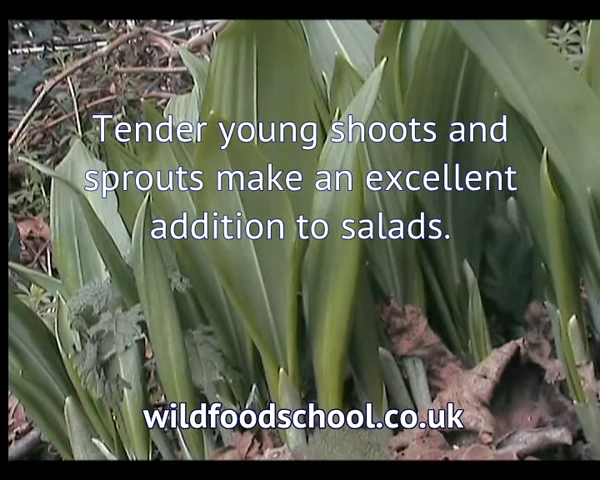 Tender young shoots and
sprouts make an excellent
addition to salads.
wildfoodschool.co.uk